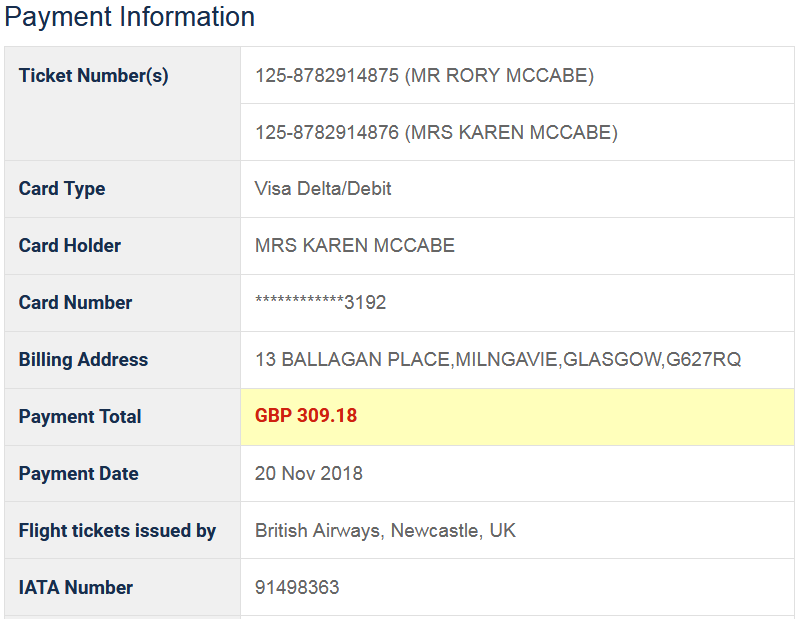 Payment Information
Ticket Number(s)
125-8782914875 (MR RORY MCCABE)
125-8782914876 (MRS KAREN MCCABE)
Card Type
Visa Delta/Debit
Card Holder
MRS KAREN MCCABE
Card Number
************3192
Billing Address
13 BALLAGAN PLACE,MILNGAVIE,GLASGOW,G627RQ
Payment Total
GBP 309.18
Payment Date
20 Nov 2018
Flight tickets issued by
British Airways, Newcastle, UK
IATA Number
91498363